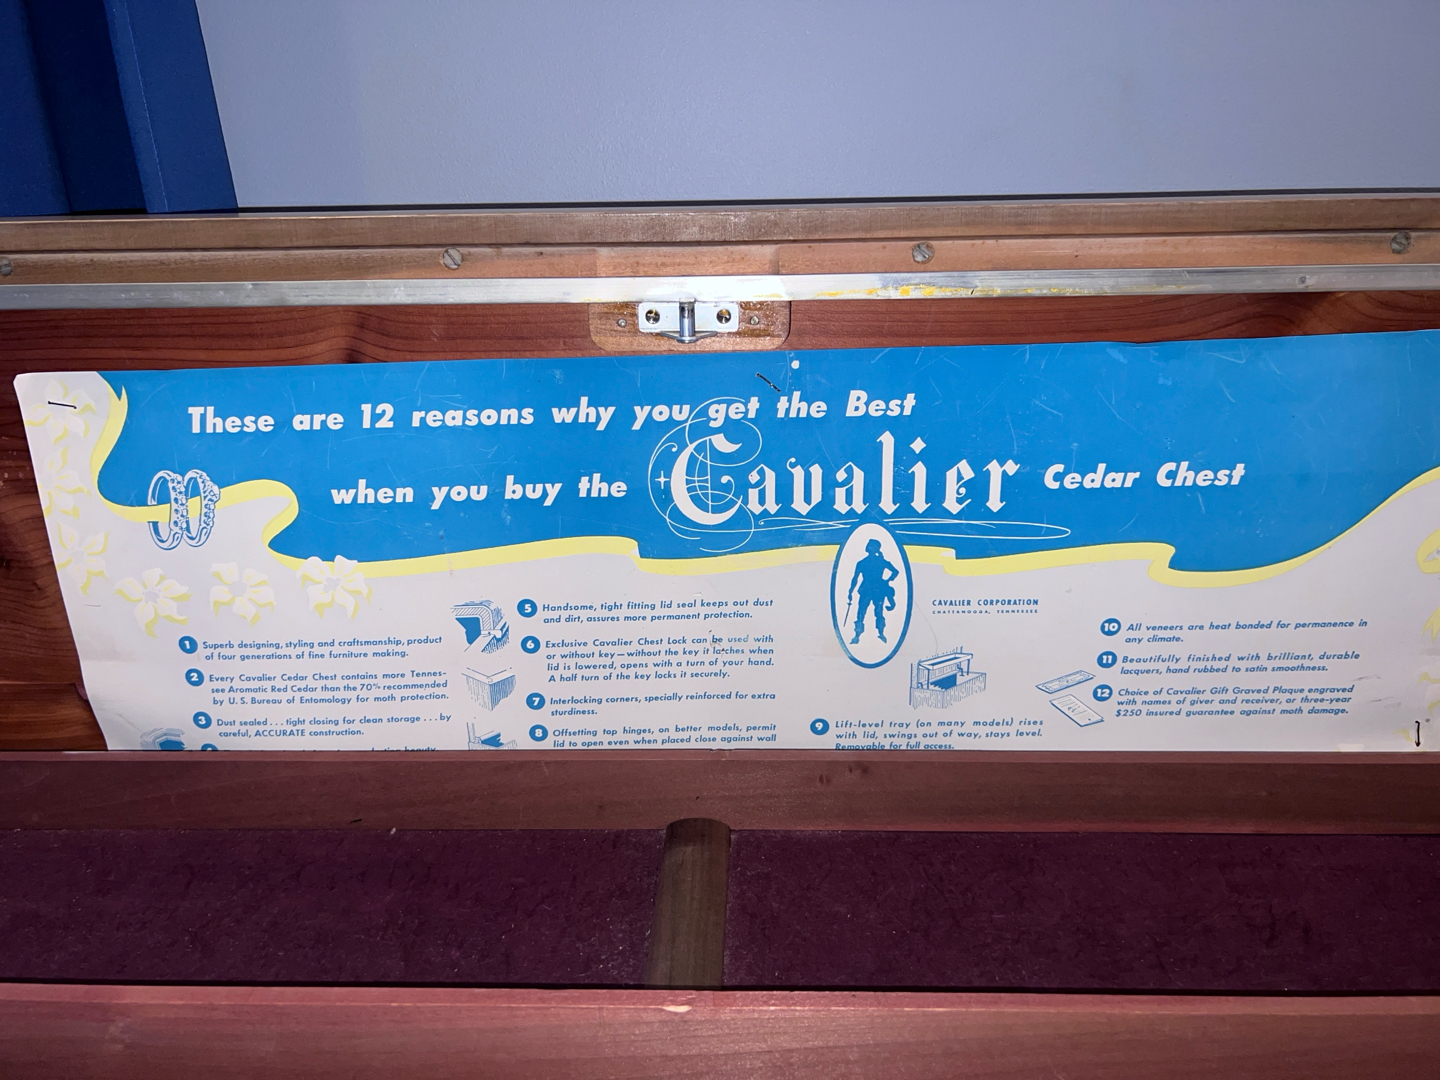 These are 12 reasons why you get the Best
when you buy the Cavalier Cedar Chest
1 Superb designing, styling and craftsmanship, product
of four generations of fine furniture making.
2 Every Cavalier Cedar Chest contains more Tennes-
see Aromatic Red Cedar than the 70% recommended
by U. S. Bureau of Entomology for moth protection.
3 Dust sealed . . . tight closing for clean storage . . . by
careful, ACCURATE construction.
beauty,
5 Handsome, tight fitting lid seal keeps out dust
and dirt, assures more permanent protection.
6 Exclusive Cavalier Chest Lock can be used with
or without key—without the key it latches when
lid is lowered, opens with a turn of your hand.
A half turn of the key locks it securely.
7 Interlocking corners, specially reinforced for extra
sturdiness.
8 Offsetting top hinges, on better models, permit
lid to open even when placed close against wall
CAVALIER CORPORATION
CHATTANOOGA, TENNESSEE
9 Lift-level tray (on many models) rises
with lid, swings out of way, stays level.
Removable for full access.
10 All veneers are heat bonded for permanence in
any climate.
11 Beautifully finished with brilliant, durable
lacquers, hand rubbed to satin smoothness.
12 Choice of Cavalier Gift Graved Plaque engraved
with names of giver and receiver, or three-year
$250 insured guarantee against moth damage.